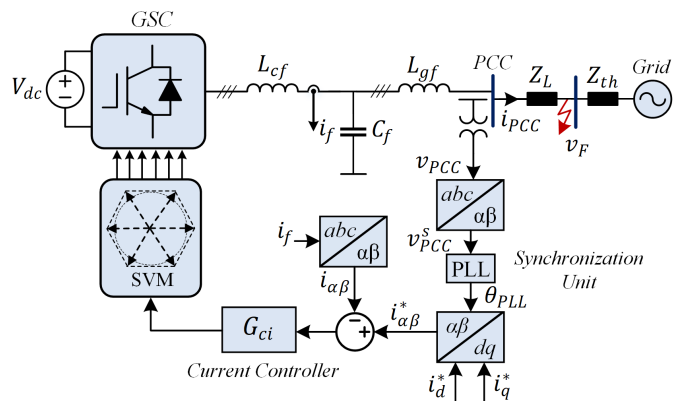 GSC
V_dc
L_cf
i_f
C_f
L_gf
PCC
i_PCC
Z_L
v_F
Z_th
Grid
v_PCC
abc
αβ
v^s_PCC
PLL
Synchronization
Unit
θ_PLL
αβ
dq
i^*_d
i^*_q
i^*_αβ
i_f
abc
αβ
i_αβ
G_ci
Current Controller
SVM